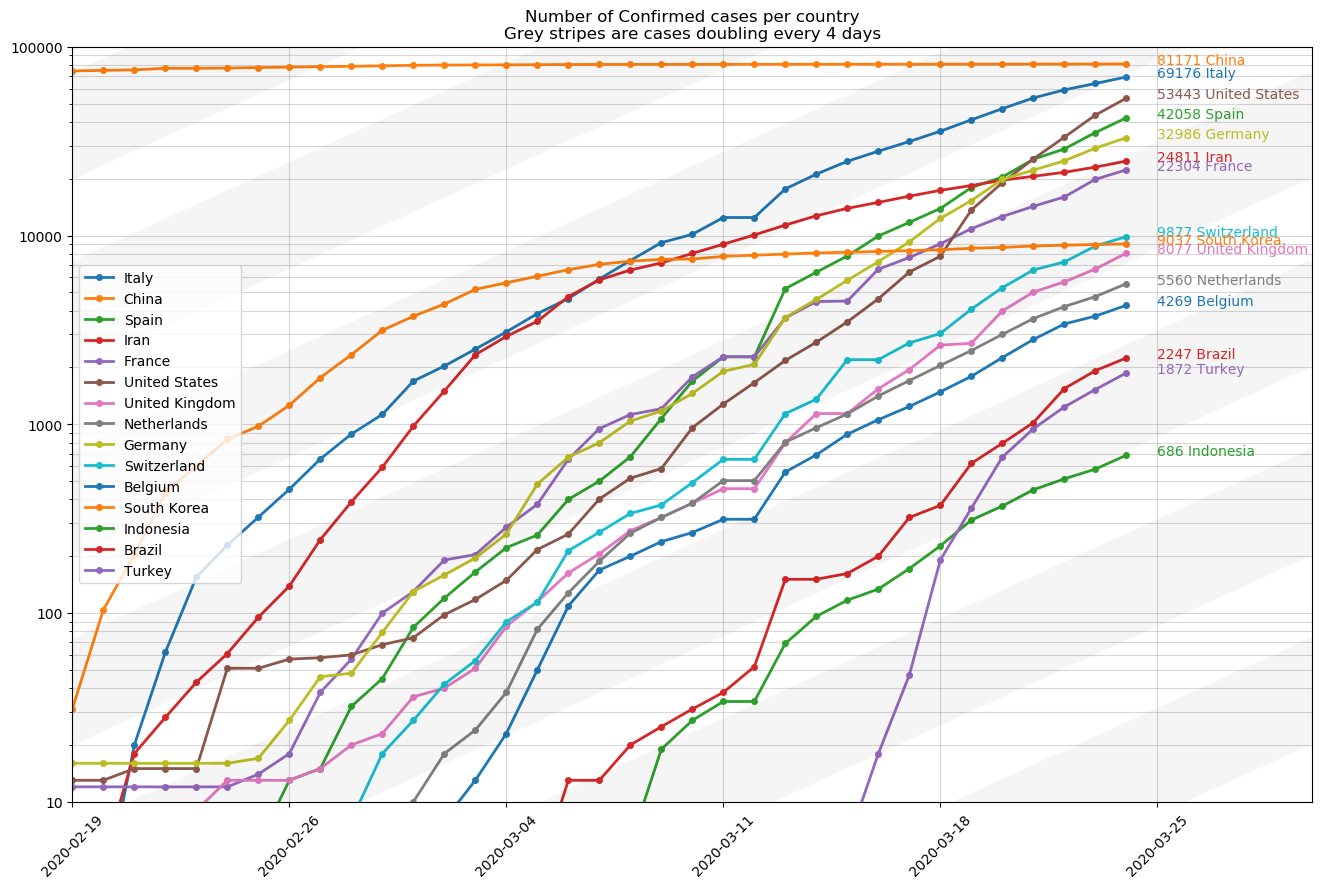 Number of Confirmed cases per country
Grey stripes are cases doubling every 4 days
100000
10000
1000
100
10
81171 China
69176 Italy
53443 United States
42058 Spain
32986 Germany
24811 Iran
22304 France
9877 Switzerland
9037 South Korea
8077 United Kingdom
5560 Netherlands
4269 Belgium
2247 Brazil
1872 Turkey
686 Indonesia
Italy
China
Spain
Iran
France
United States
United Kingdom
Netherlands
Germany
Switzerland
Belgium
South Korea
Indonesia
Brazil
Turkey
2020-02-19
2020-02-26
2020-03-04
2020-03-11
2020-03-18
2020-03-25